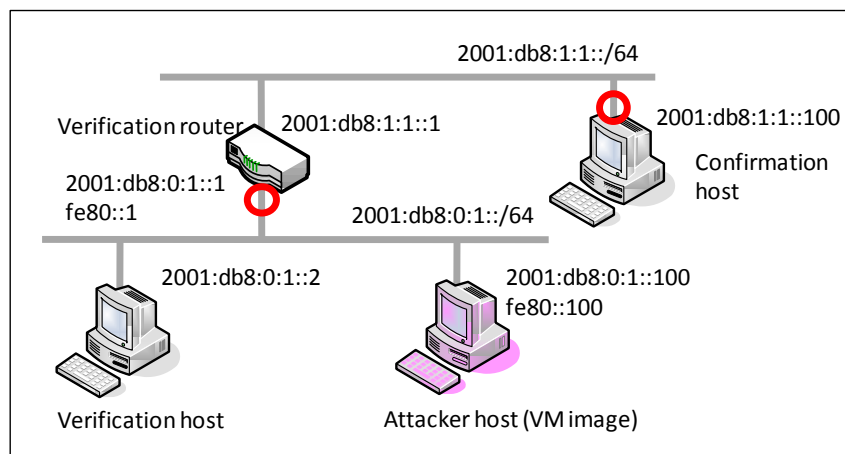 2001:db8:1:1::/64
Verification router
2001:db8:1:1::1
2001:db8:1:1::100
Confirmation
host
2001:db8:0:1::1
fe80::1
2001:db8:0:1::/64
2001:db8:0:1::2
2001:db8:0:1::100
fe80::100
Verification host
Attacker host (VM image)